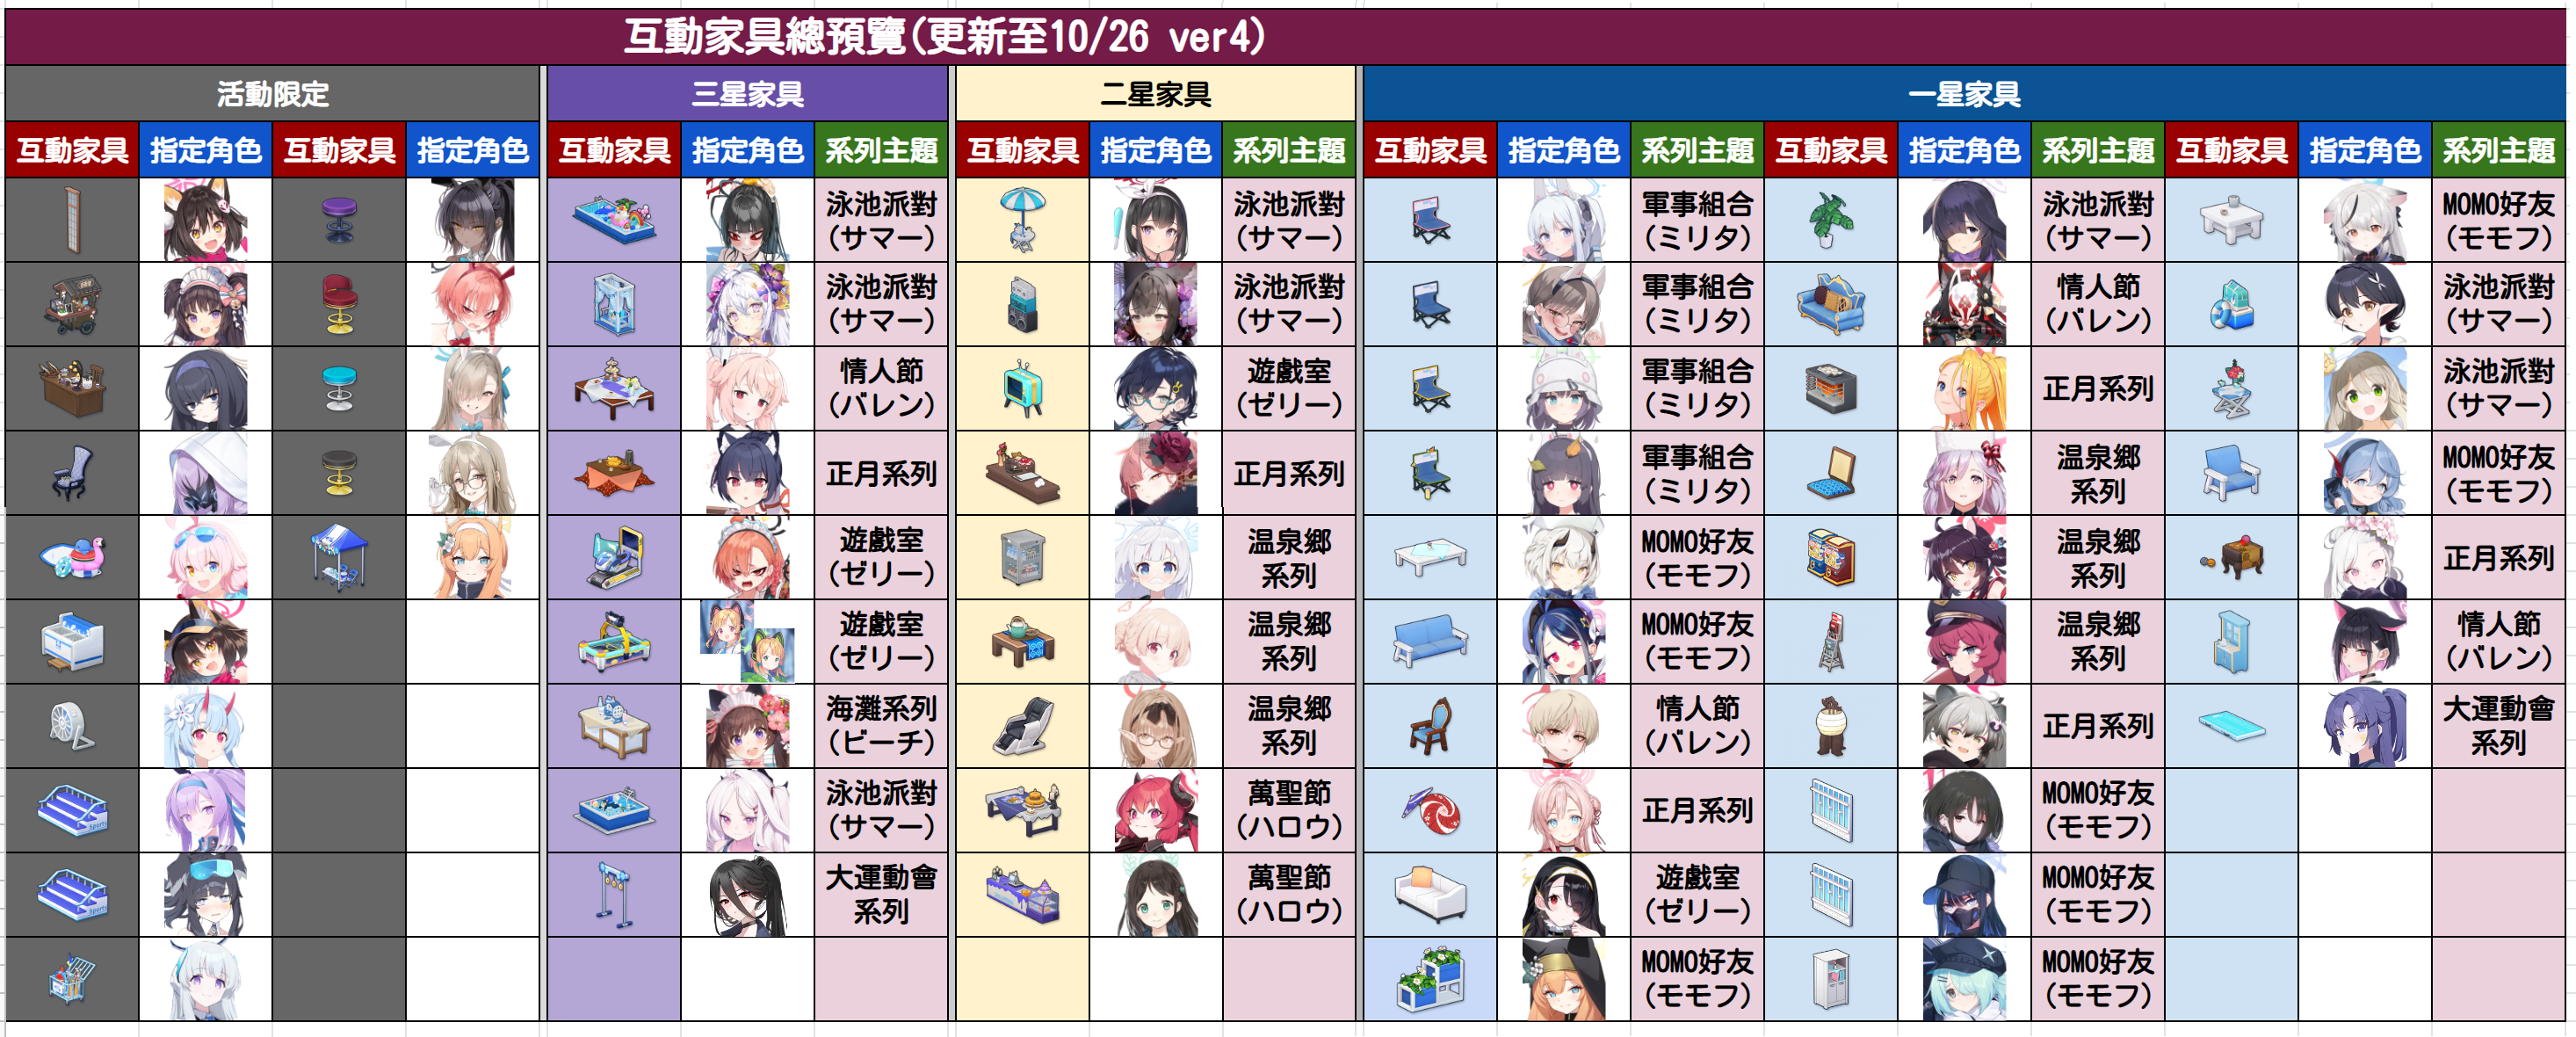 互動家具總預覽(更新至10/26 ver4)
活動限定
三星家具
二星家具
一星家具
互動家具 指定角色 互動家具 指定角色 互動家具 指定角色 系列主題 互動家具 指定角色 系列主題 互動家具 指定角色 系列主題 互動家具 指定角色 系列主題 互動家具 指定角色 系列主題
泳池派對 泳池派對 軍事組合 泳池派對 MOMO好友
(サマー) (サマー) (ミリタ) (サマー) (モモフ)
泳池派對 泳池派對 軍事組合 情人節 泳池派對
(サマー) (サマー) (ミリタ) (バレン) (サマー)
情人節 遊戲室 軍事組合 正月系列 泳池派對
(バレン) (ゼリー) (ミリタ) (サマー)
正月系列 正月系列 軍事組合 温泉郷 MOMO好友
(ミリタ) 系列 (モモフ)
遊戲室 温泉郷 MOMO好友 温泉郷 正月系列
(ゼリー) 系列 (モモフ) 系列
遊戲室 温泉郷 MOMO好友 温泉郷 情人節
(ゼリー) 系列 (モモフ) 系列 (バレン)
海灘系列 温泉郷 情人節 正月系列 大運動會
(ビーチ) 系列 (バレン) 系列
泳池派對 萬聖節 正月系列 MOMO好友
(サマー) (ハロウ) (モモフ)
大運動會 萬聖節 遊戲室 MOMO好友
系列 (ハロウ) (ゼリー) (モモフ)
MOMO好友 MOMO好友
(モモフ) (モモフ)